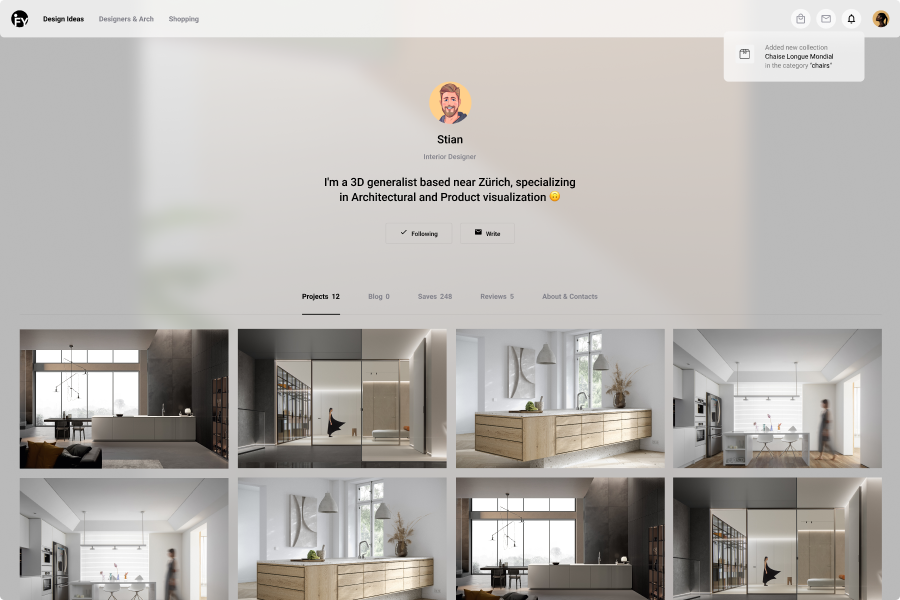 Design Ideas
Designers & Arch
Shopping
Added new collection
Chaise Longue Mondial
in the category "chairs"
Stian
Interior Designer
I'm a 3D generalist based near Zürich, specializing
in Architectural and Product visualization
Following
Write
Projects 12
Blog 0
Saves 248
Reviews 5
About & Contacts